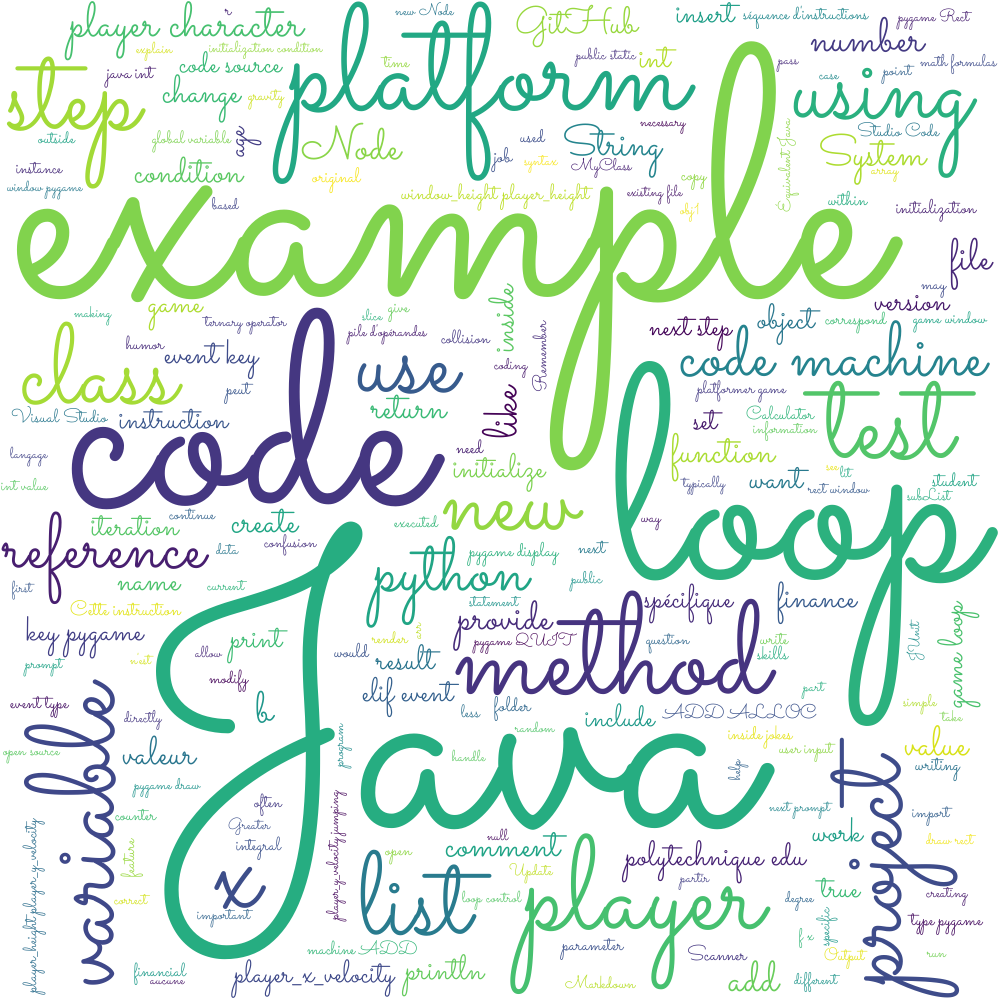 player character
r
new Node
GitHub
insert
séquence d'instructions
pygame Rect
explain
initialization condition
step
java int
code source
time
platform
public static
int
number
pass
math formulas
change
gravity
case
point
using
outside
global variable
age
Node
used
String
necessary
Studio Code
instance
job
syntax
MyClass
Equivalent Java
System
array
window pygame
condition
original
copy
based
window_height player_height
existing file
obj1
within
initialization
example
file
may
making
game
slice
give
inside
version
ternary operator
pile d'opérandes
collision
Remember
next step
object
correspond
game window
humor
event key
class
peut
use
coding
code machine
platformer game
Visual Studio
instruction
return
like
set
Calculator
information
test
code
langage
need
initialize
function
typically
want
see
lit
student
int value
rect window
subList
iteration
continue
create
executed
new
way
loop
reference
data
confusion
pygame display
next
first
name
current
python
public
Cette instruction
statement
provide
spécifique
finance
key pygame
n'est
print
render
arr
pygame QUIT
question
write
skills
JUnit
game loop
prompt
allow
would
result
method
modify
elif event
part
event type
directly
b
less
folder
include
ADD ALLOC
simple
take
variable
open source
valeur
program
random
inside jokes
user input
value
handle
help
writing
Java
pygame draw
player_y_velocity jumping
often
counter
Greater
next prompt
import
integral
null
comment
work
draw rect
player_height player_y_velocity
feature
open
polytechnique edu
project
x
Update
partir
correct
list
loop control
player
degree
true
creating
important
specific
f x
type pygame
machine ADD
parameter
Scanner
Output
run
financial
aucune
player_x_velocity
println
Markdown
add
different